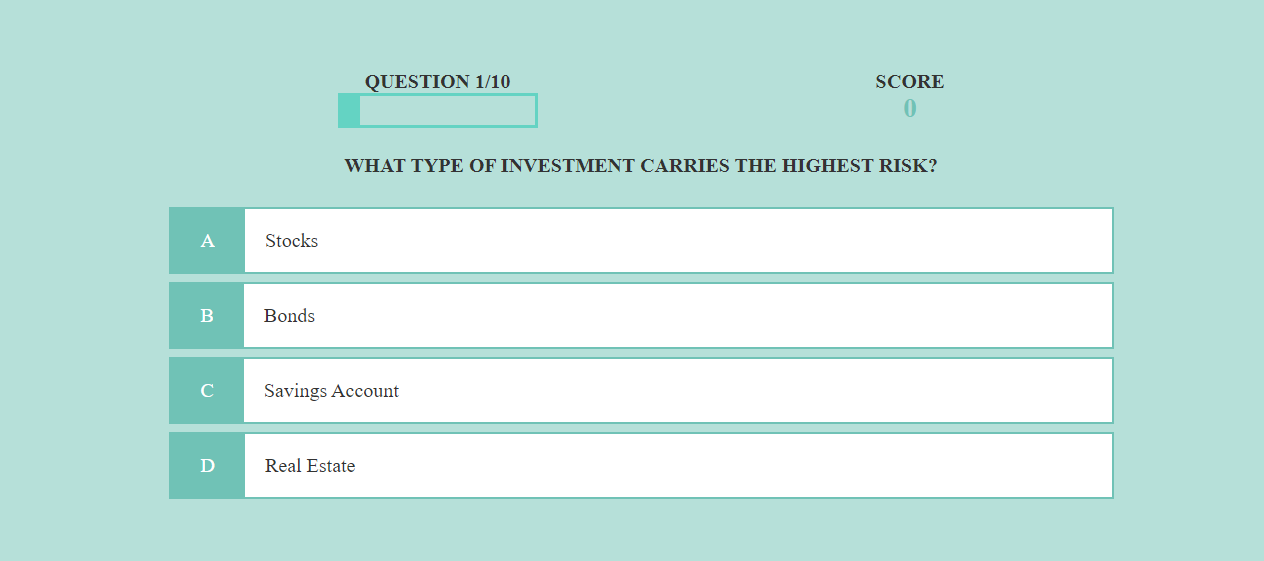 QUESTION 1/10
SCORE
0
WHAT TYPE OF INVESTMENT CARRIES THE HIGHEST RISK?
A Stocks
B Bonds
C Savings Account
D Real Estate